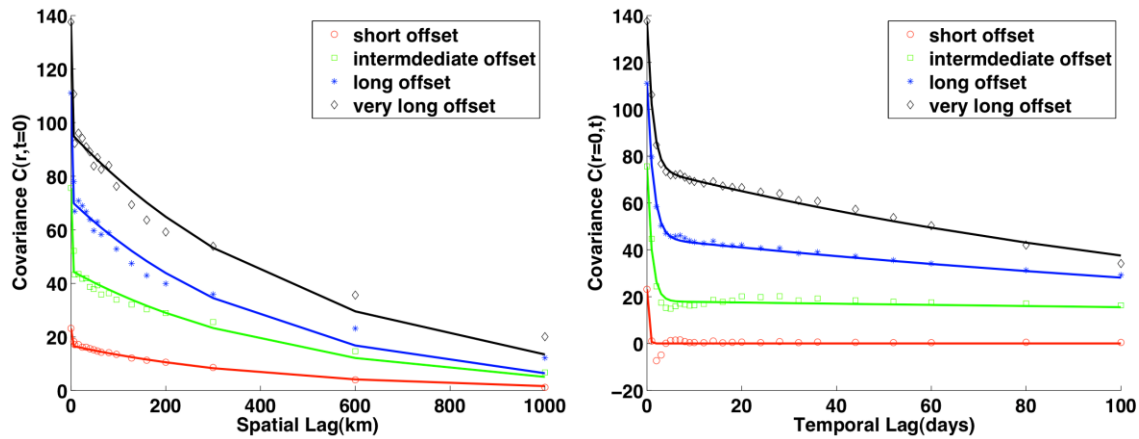 140
120
100
80
60
40
20
0
Covariance C(r,t=0)
0 200 400 600 800 1000
Spatial Lag(km)
short offset
intermdediate offset
long offset
very long offset
140
120
100
80
60
40
20
0
−20
Covariance C(r=0,t)
0 20 40 60 80 100
Temporal Lag(days)
short offset
intermdediate offset
long offset
very long offset